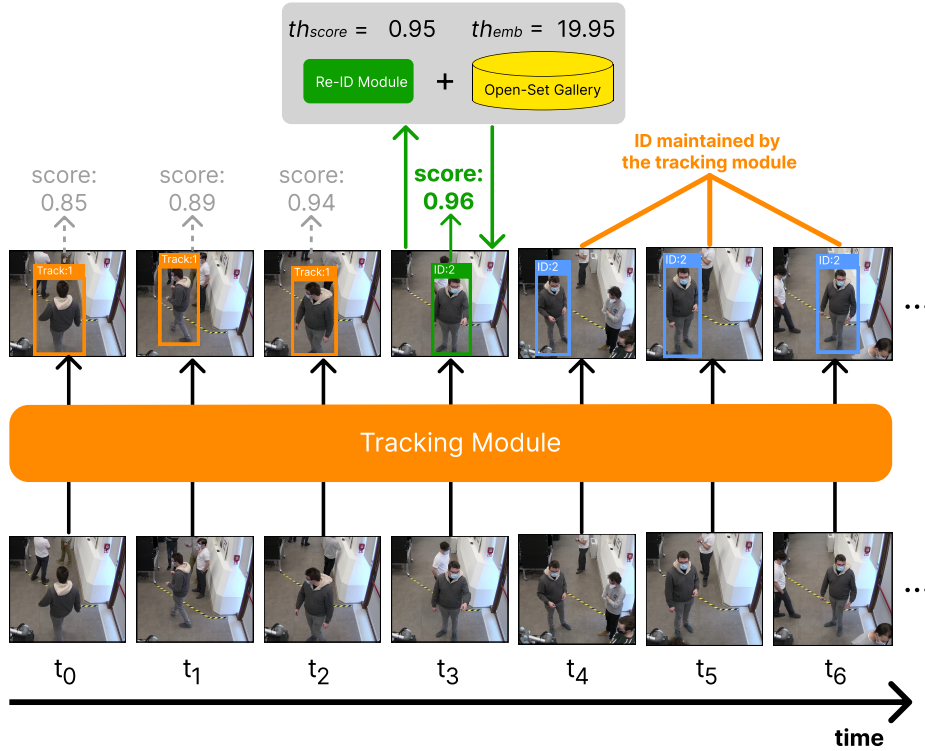 th_score = 0.95 th_emb = 19.95
Re-ID Module + Open-Set Gallery
ID maintained by
the tracking module
score:
0.85
score:
0.89
score:
0.94
score:
0.96
Track:1
Track:1
Track:1
ID:2
ID:2
ID:2
ID:2
...
Tracking Module
...
t0 t1 t2 t3 t4 t5 t6
time